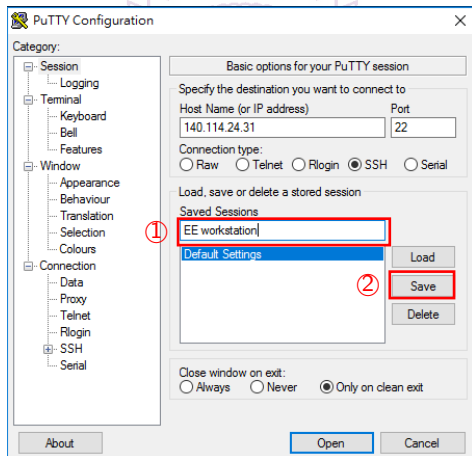 PuTTY Configuration
Category:
Session
Logging
Terminal
Keyboard
Bell
Features
Window
Appearance
Behaviour
Translation
Selection
Colours
Connection
Data
Proxy
Telnet
Rlogin
SSH
Serial
Basic options for your PuTTY session
Specify the destination you want to connect to
Host Name (or IP address) Port
140.114.24.31 22
Connection type:
Raw Telnet Rlogin SSH Serial
Load, save or delete a stored session
Saved Sessions
① EE workstation
Default Settings
Load
② Save
Delete
Close window on exit:
Always Never Only on clean exit
About Open Cancel